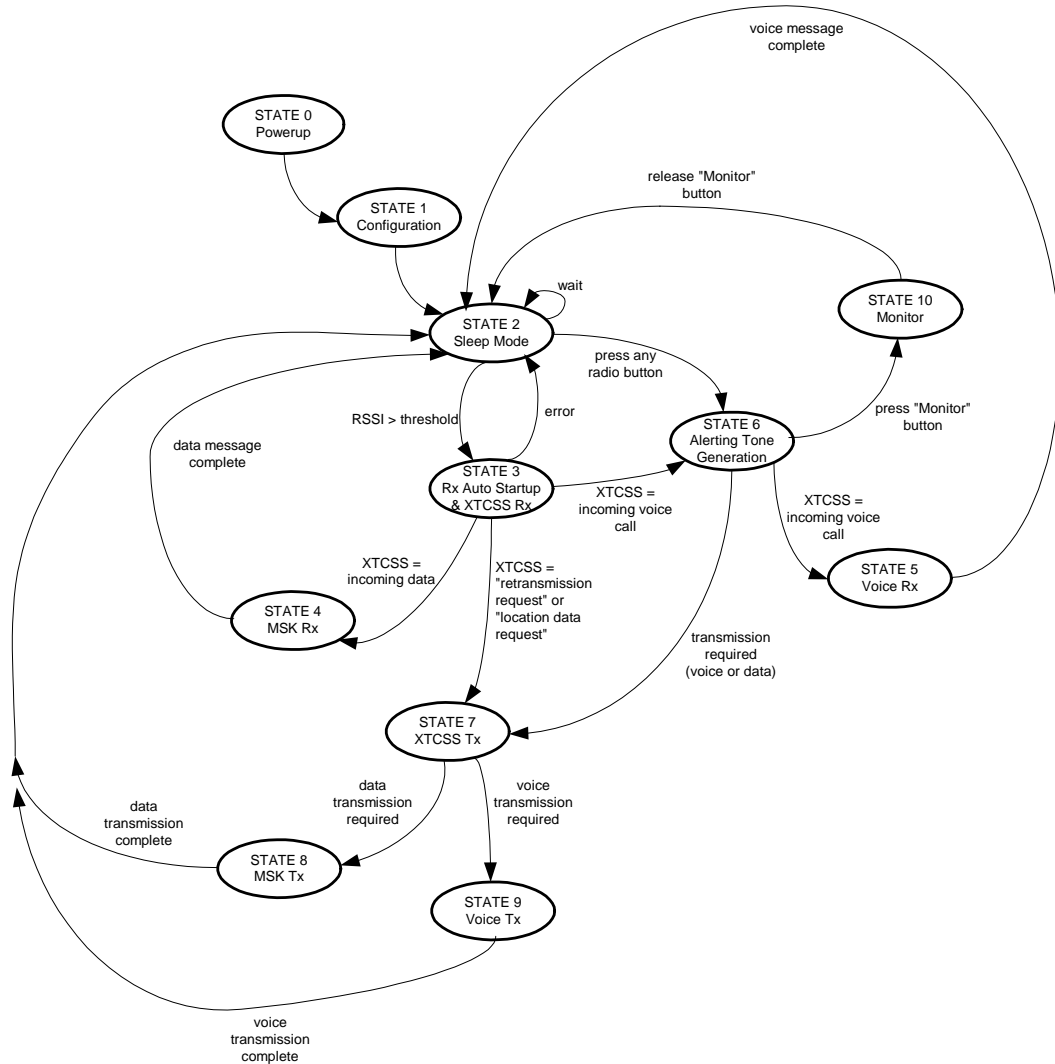 voice message
complete
STATE 0
Powerup
release "Monitor"
button
STATE 1
Configuration
wait
STATE 10
Monitor
STATE 2
Sleep Mode
press any
radio button
RSSI > threshold
error
press "Monitor"
button
STATE 6
Alerting Tone
Generation
data message
complete
STATE 3
Rx Auto Startup
& XTCSS Rx
XTCSS =
incoming voice
call
XTCSS =
incoming voice
call
XTCSS =
incoming data
XTCSS =
"retransmission
request" or
"location data
request"
STATE 5
Voice Rx
STATE 4
MSK Rx
transmission
required
(voice or data)
STATE 7
XTCSS Tx
data
transmission
required
voice
transmission
required
data
transmission
complete
STATE 8
MSK Tx
STATE 9
Voice Tx
voice
transmission
complete